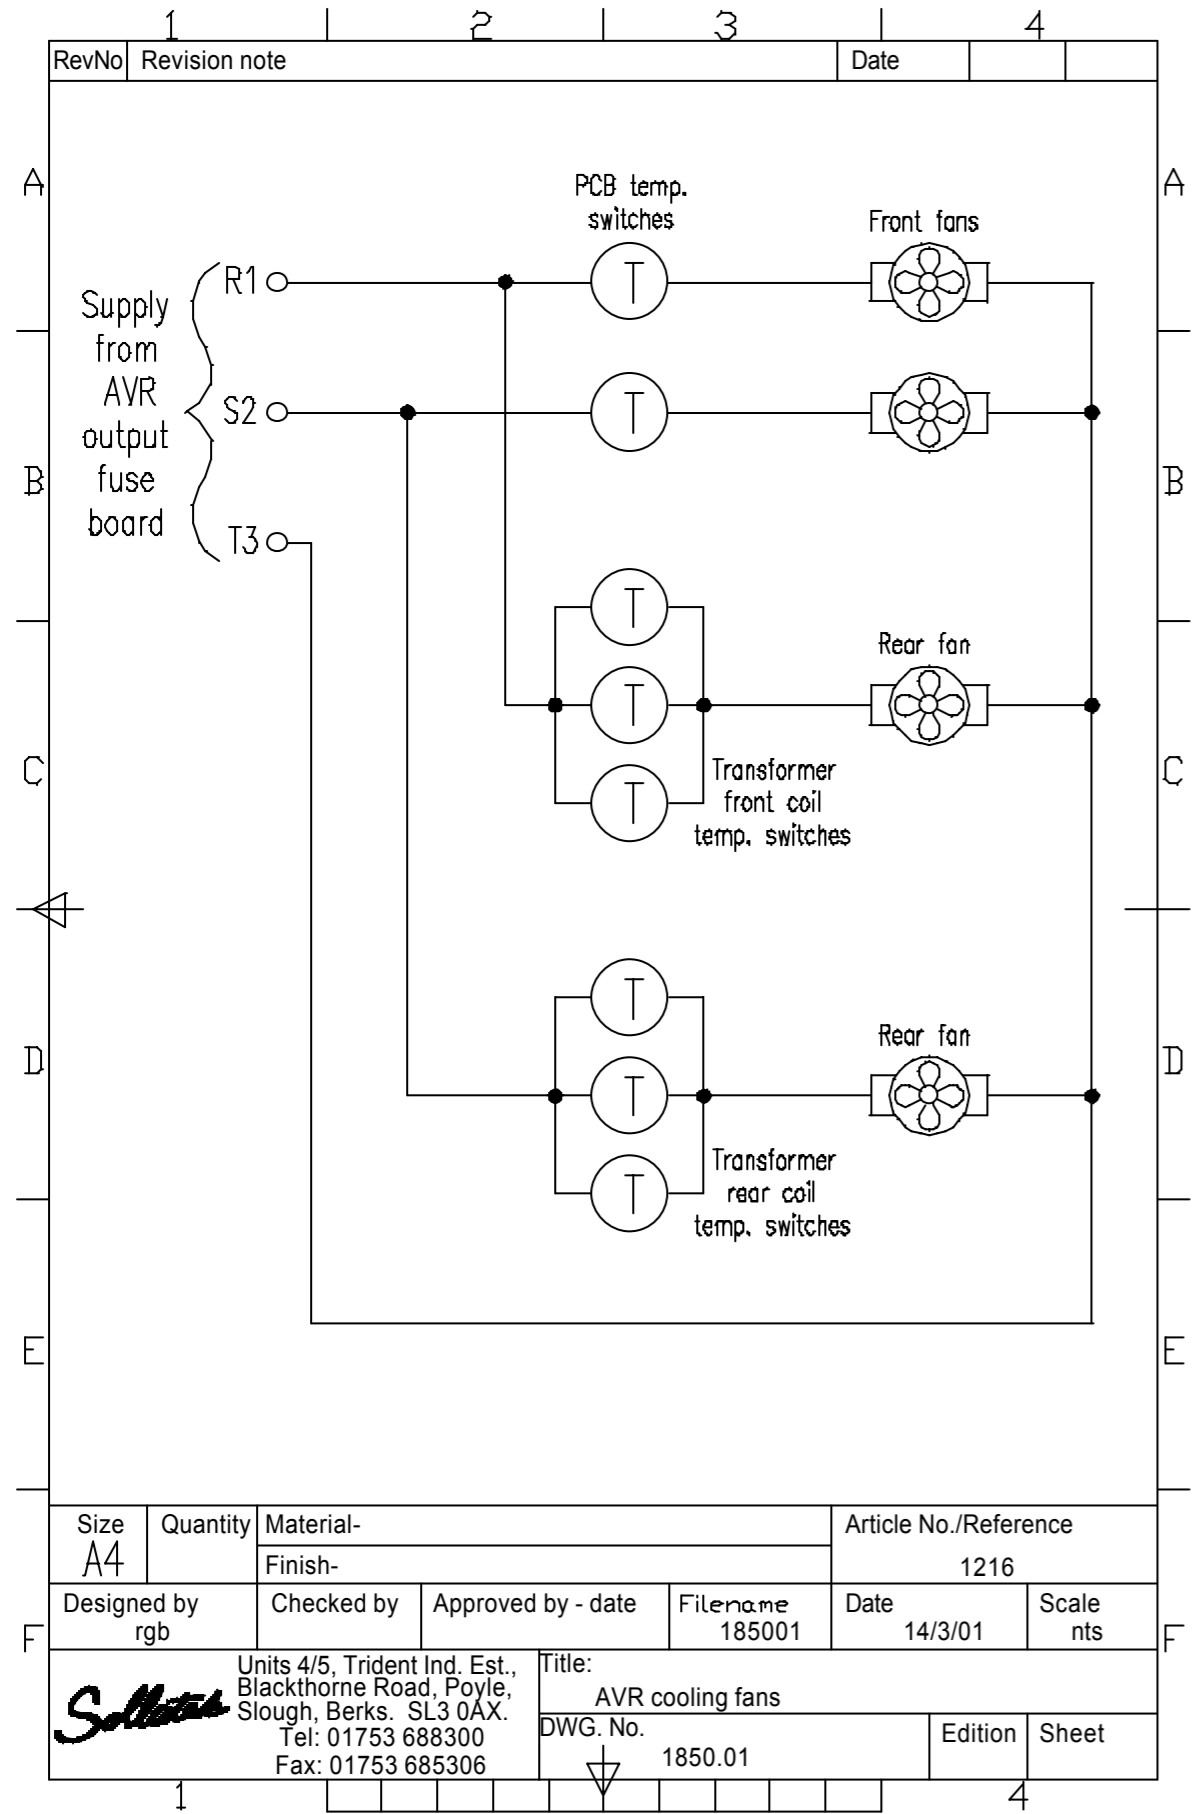 1 2 3 4
RevNo Revision note Date
A A
PCB temp.
switches
Front fans
R1
T
Supply
from
AVR
output
fuse
board
S2
T
B B
T3
T
Rear fan
T
C C
Transformer
front coil
temp. switches
T
T
Rear fan
D D
T
Transformer
rear coil
temp. switches
T
E E
Size Quantity Material- Article No./Reference
A4 Finish- 1216
Designed by Checked by Approved by - date Filename Date Scale
rgb 185001 14/3/01 nts
F F
Sollatek
Units 4/5, Trident Ind. Est.,
Blackthorne Road, Poyle,
Slough, Berks. SL3 0AX.
Tel: 01753 688300
Fax: 01753 685306
Title:
AVR cooling fans
DWG. No. Edition Sheet
1850.01
1 4